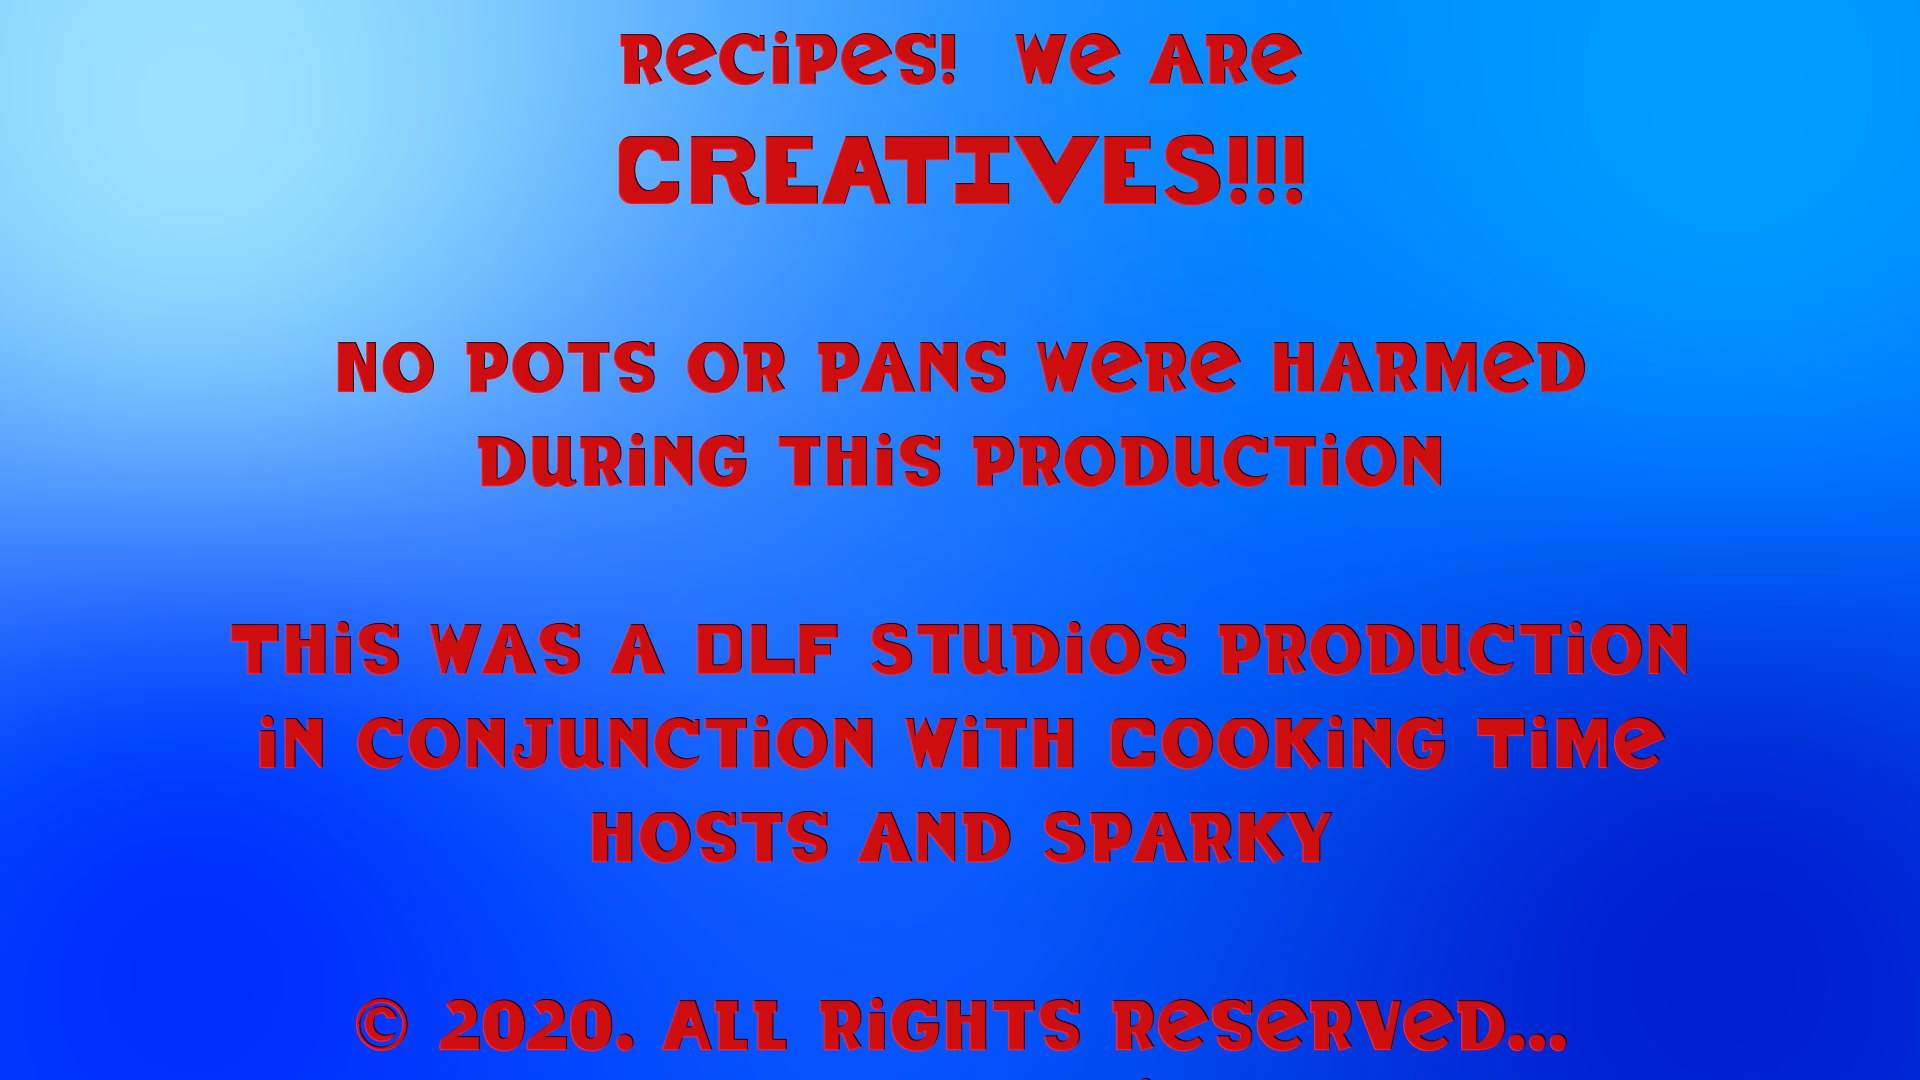 Recipes! We are
CREATIVES!!!
No pots or pans were harmed
during this production
This was a DLF Studios production
in conjunction with Cooking Time
hosts and Sparky
© 2020. All rights reserved...